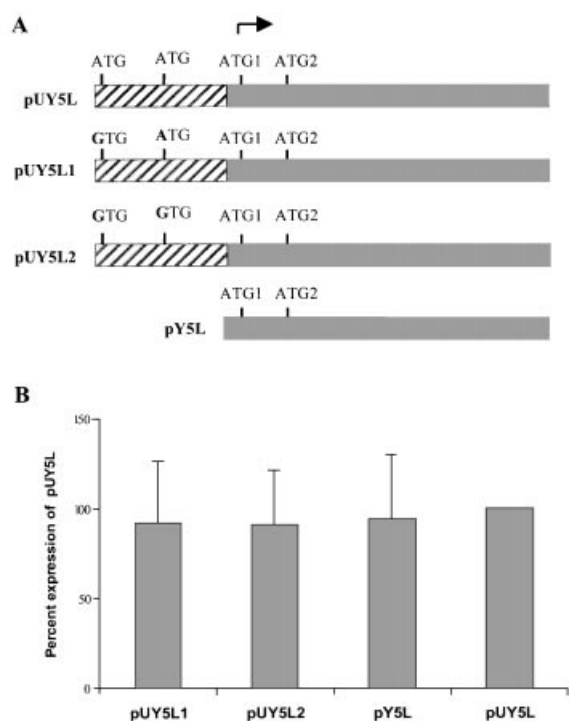 A
ATG ATG ATG1 ATG2
pUY5L
GTG ATG ATG1 ATG2
pUY5L1
GTG GTG ATG1 ATG2
pUY5L2
ATG1 ATG2
pY5L
B
Percent expression of pUY5L
150
100
50
0
pUY5L1 pUY5L2 pY5L pUY5L